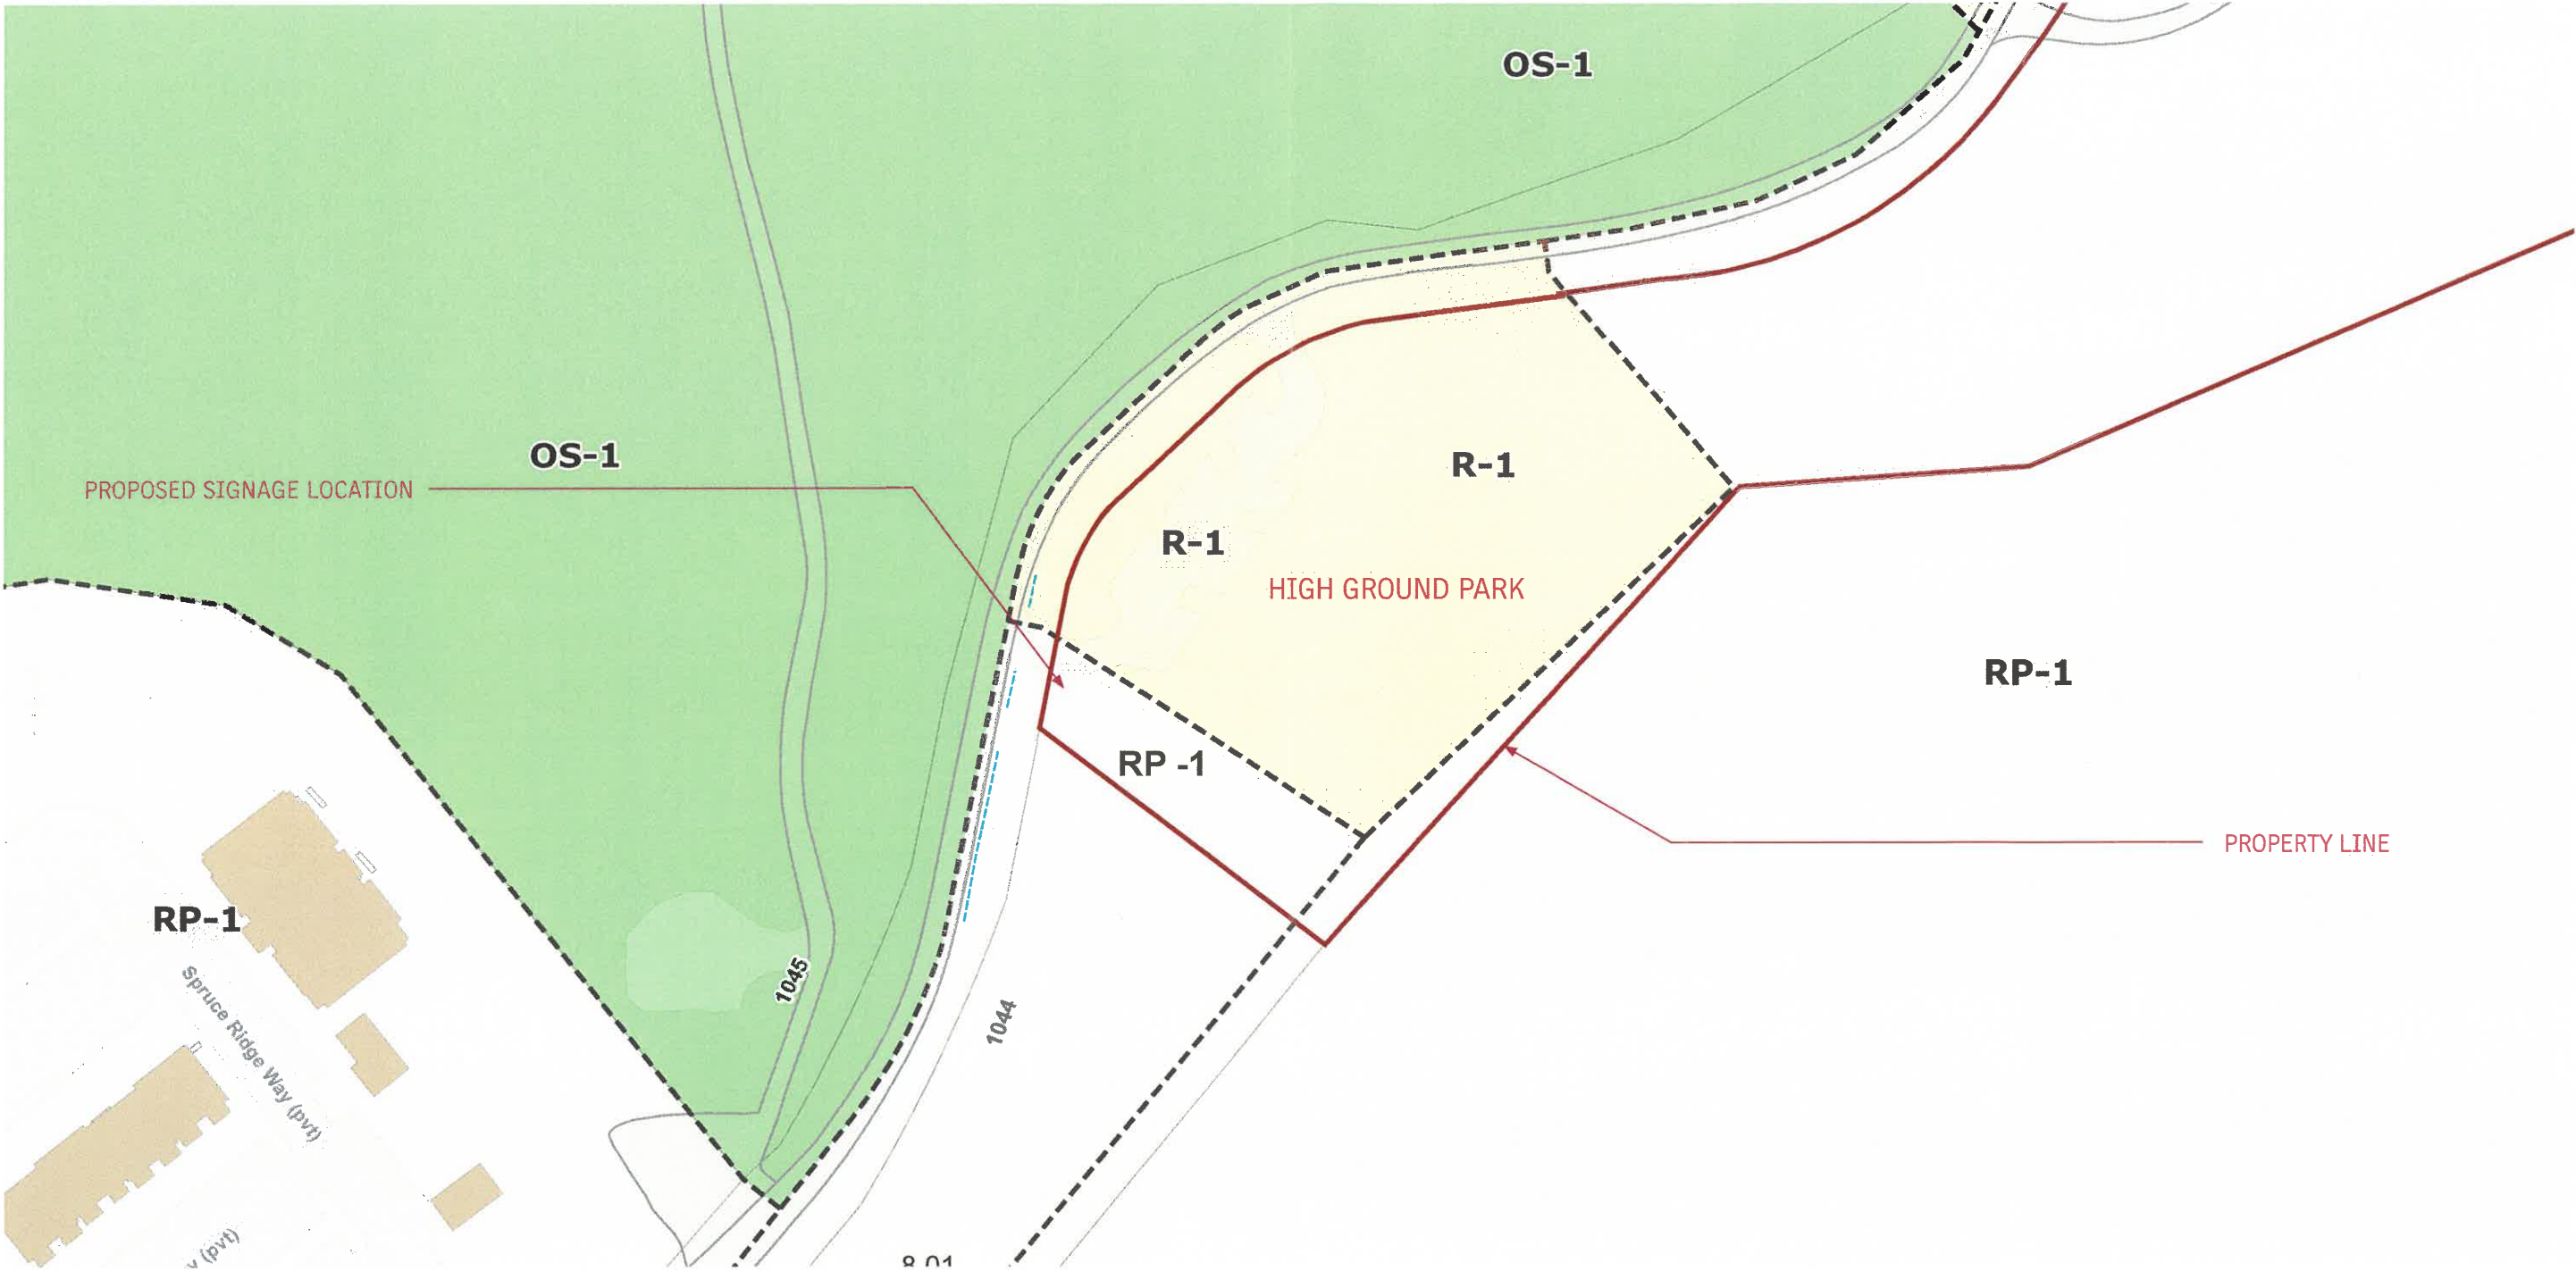 OS-1
OS-1
PROPOSED SIGNAGE LOCATION
R-1
R-1
HIGH GROUND PARK
RP-1
RP -1
PROPERTY LINE
RP-1
1045
Spruce Ridge Way (pvt)
1044
(pvt)